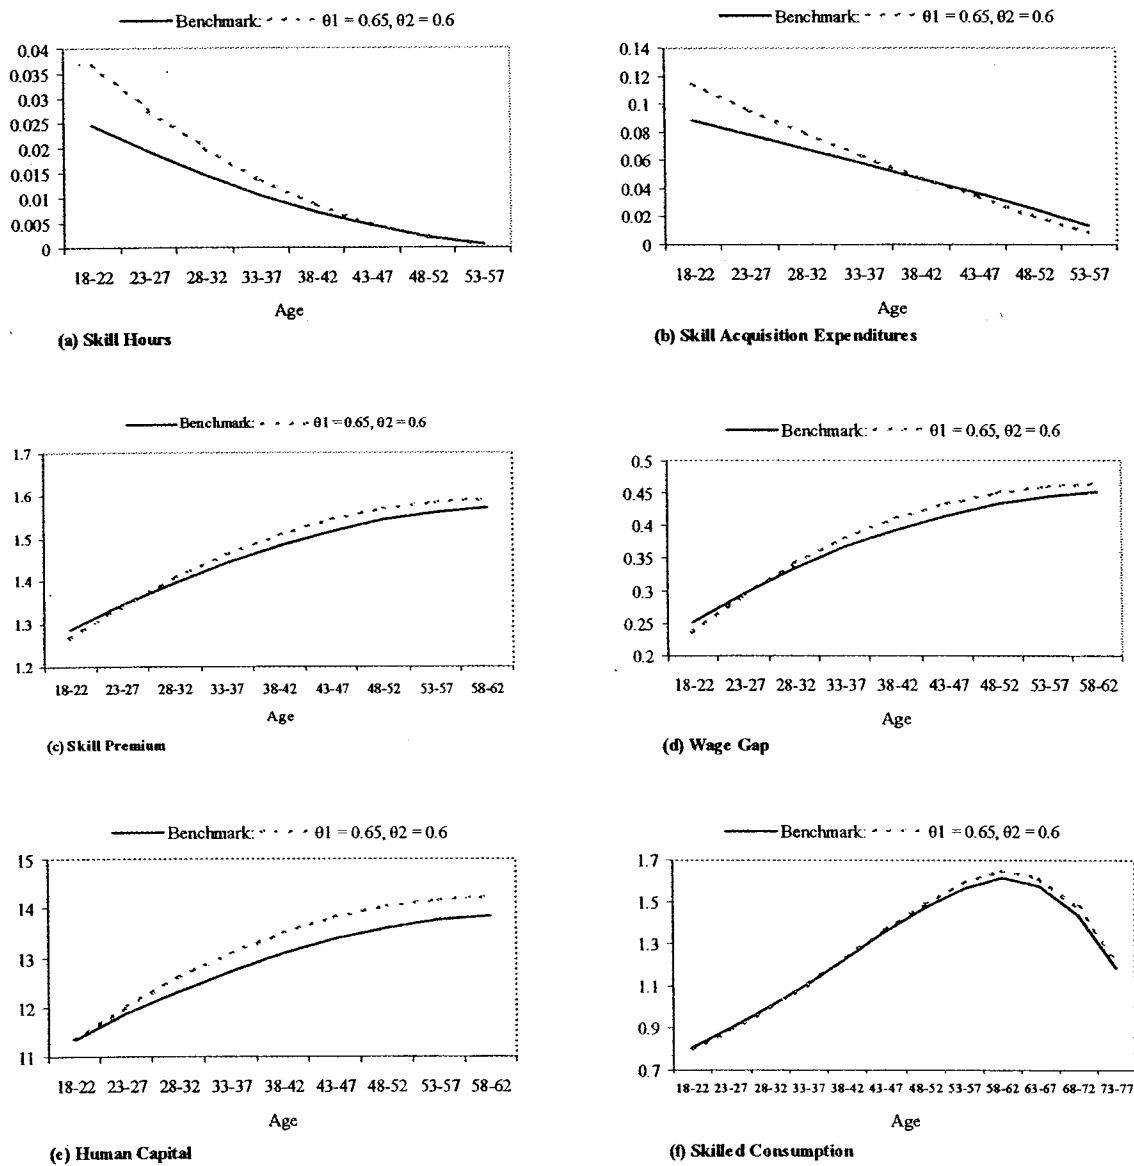 Benchmark: θ1 = 0.65, θ2 = 0.6
0.04
0.035
0.03
0.025
0.02
0.015
0.01
0.005
0
18-22 23-27 28-32 33-37 38-42 43-47 48-52 53-57
Age
(a) Skill Hours
Benchmark: θ1 = 0.65, θ2 = 0.6
0.14
0.12
0.1
0.08
0.06
0.04
0.02
0
18-22 23-27 28-32 33-37 38-42 43-47 48-52 53-57
Age
(b) Skill Acquisition Expenditures
Benchmark: θ1 = 0.65, θ2 = 0.6
1.7
1.6
1.5
1.4
1.3
1.2
18-22 23-27 28-32 33-37 38-42 43-47 48-52 53-57 58-62
Age
(c) Skill Premium
Benchmark: θ1 = 0.65, θ2 = 0.6
0.5
0.45
0.4
0.35
0.3
0.25
0.2
18-22 23-27 28-32 33-37 38-42 43-47 48-52 53-57 58-62
Age
(d) Wage Gap
Benchmark: θ1 = 0.65, θ2 = 0.6
15
14
13
12
11
18-22 23-27 28-32 33-37 38-42 43-47 48-52 53-57 58-62
Age
(e) Human Capital
Benchmark: θ1 = 0.65, θ2 = 0.6
1.7
1.5
1.3
1.1
0.9
0.7
18-22 23-27 28-32 33-37 38-42 43-47 48-52 53-57 58-62 63-67 68-72 73-77
Age
(f) Skilled Consumption